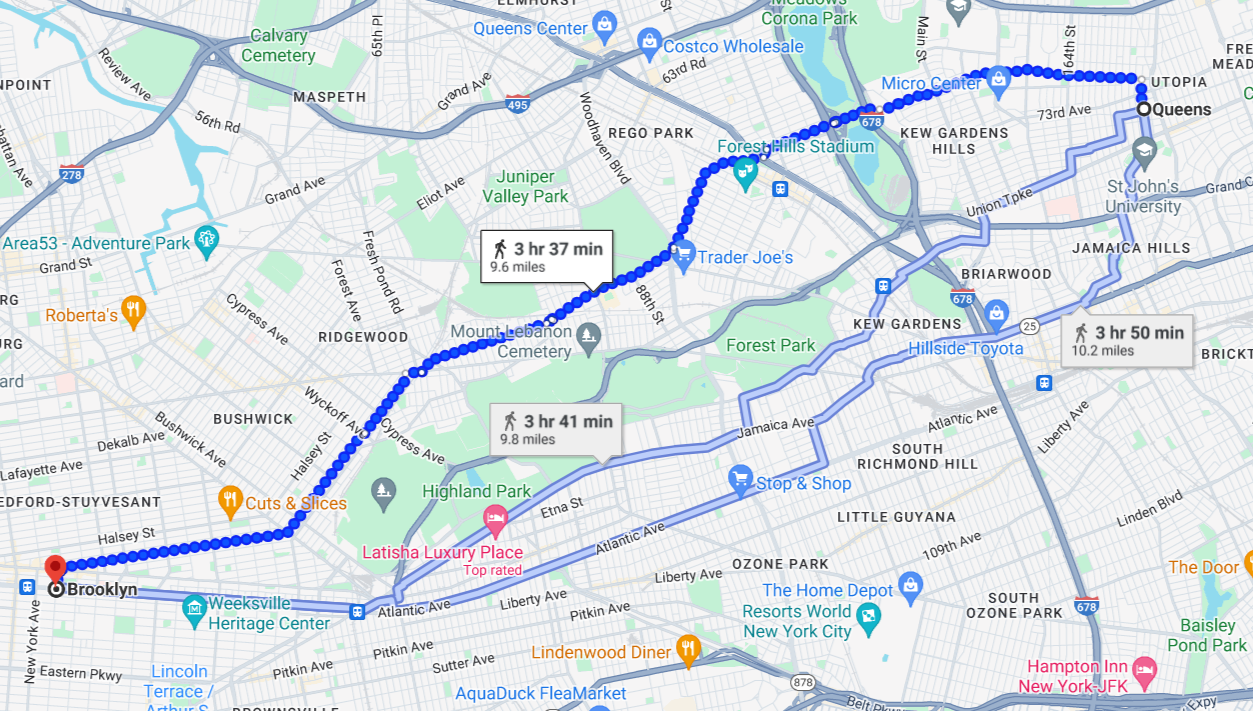 ELMHURST
Meadows
Corona Park
Queens Center
Costco Wholesale
Calvary
Cemetery
65th Pl
63rd Rd
Main St
164th St
Review Ave
MASPETH
Grand Ave
495
Micro Center
UTOPIA
56th Rd
Woodhaven Blvd
REGO PARK
678
73rd Ave
Queens
KEW GARDENS
HILLS
Forest Hills Stadium
278
Juniper
Valley Park
Grand Ave
Eliot Ave
St John's
University
Grand C
Union Tpke
Area53 - Adventure Park
Grand St
3 hr 37 min
9.6 miles
Trader Joe's
JAMAICA HILLS
Fresh Pond Rd
Forest Ave
88th St
BRIARWOOD
678
Roberta's
Cypress Ave
RIDGEWOOD
Mount Lebanon
Cemetery
Forest Park
KEW GARDENS
25
Hillside Toyota
3 hr 50 min
10.2 miles
BRICKT
Wyckoff Ave
BUSHWICK
Bushwick Ave
Cypress Ave
3 hr 41 min
9.8 miles
Jamaica Ave
Atlantic Ave
Liberty Ave
Dekalb Ave
Halsey St
Lafayette Ave
SOUTH
RICHMOND HILL
EDFORD-STUYVESANT
Cuts & Slices
Highland Park
Stop & Shop
Etna St
Linden Blvd
LITTLE GUYANA
Halsey St
Atlantic Ave
109th Ave
Latisha Luxury Place
Top rated
OZONE PARK
The Door
Liberty Ave
Brooklyn
The Home Depot
Liberty Ave
Weeksville
Heritage Center
Atlantic Ave
Pitkin Ave
Resorts World
New York City
SOUTH
OZONE PARK
678
New York Ave
Baisley
Pond Park
Pitkin Ave
Lindenwood Diner
Eastern Pkwy
Pitkin Ave
Sutter Ave
Lincoln
Terrace /
Arthur S
Hampton Inn
New York-JFK
878
AquaDuck FleaMarket
Belt Pkwy
Expy
BROWNSVILLE